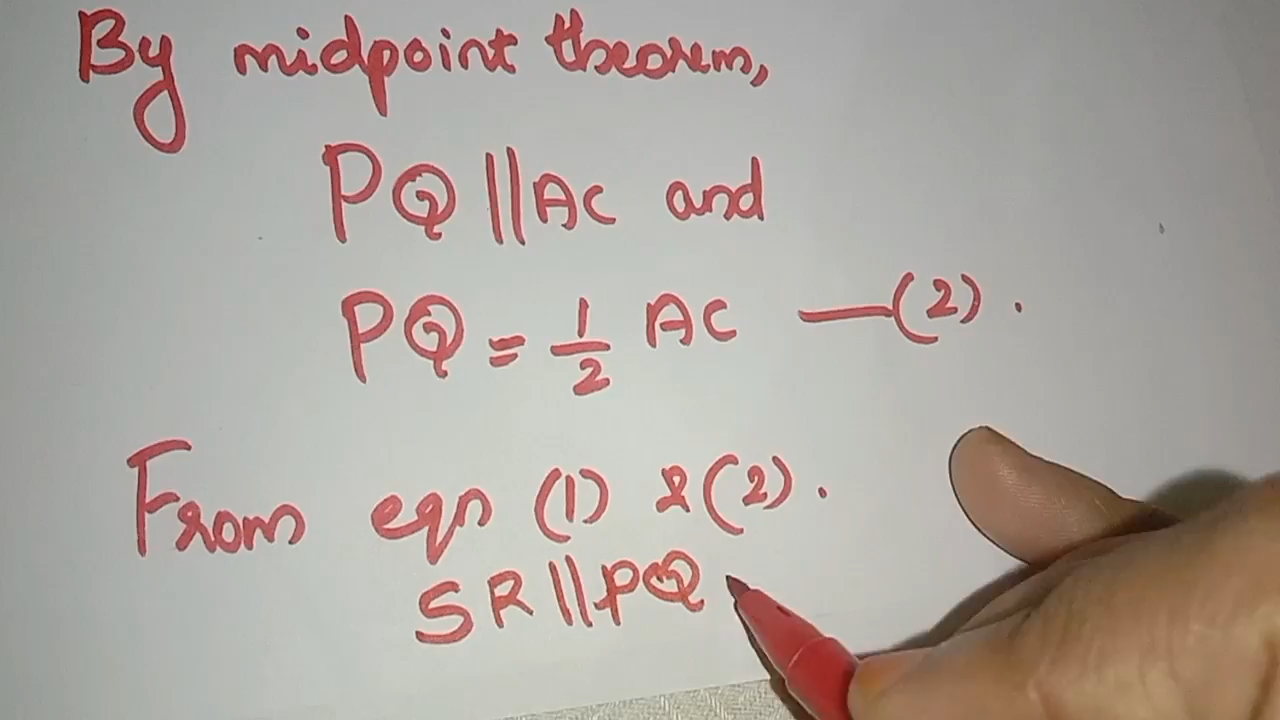 By midpoint theorem,
PQ || AC and
PQ = 1/2 AC —(2).
From eqn (1) & (2).
SR || PQ